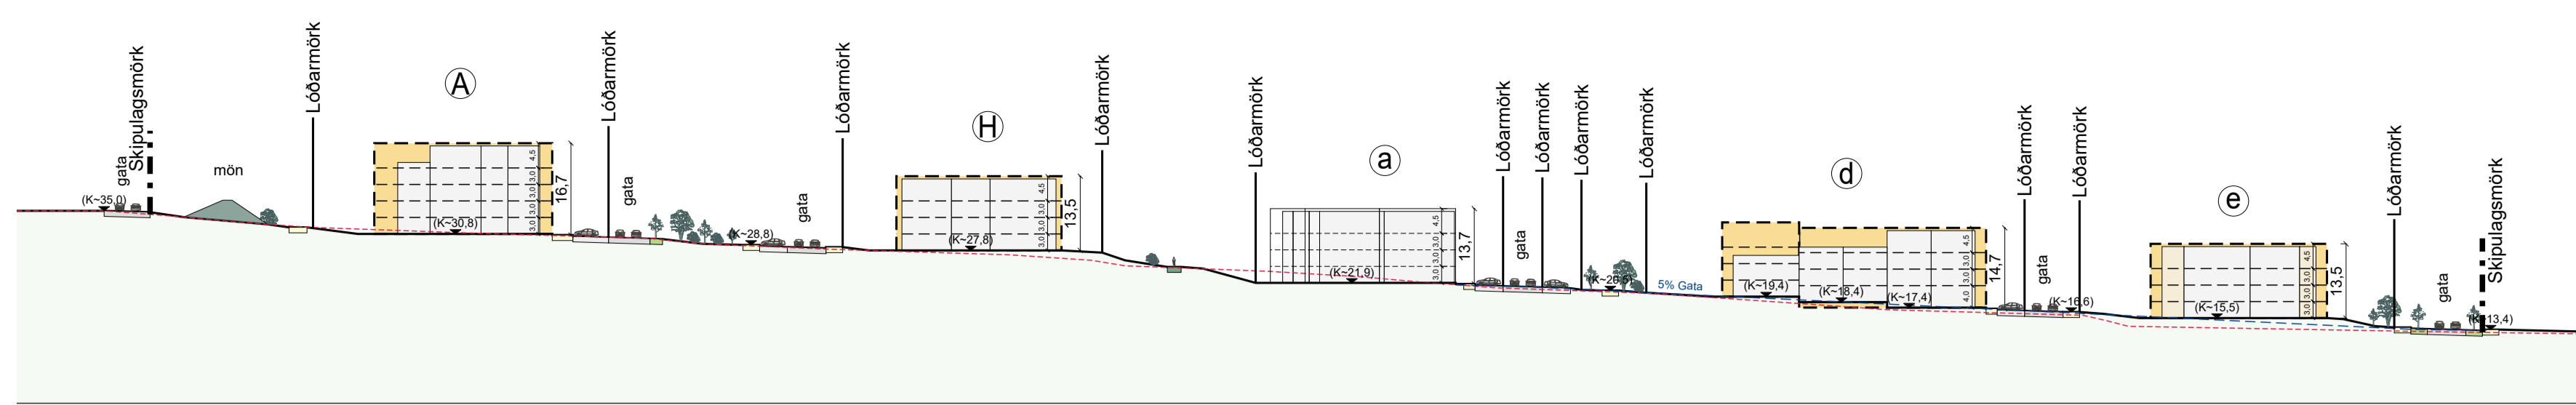 (K~35,0)
gata
Skipulagsmörk
mön
Lóðarmörk
A
4,5
3,0
3,0
3,0
3,0
16,7
(K~30,8)
Lóðarmörk
gata
(K~28,8)
gata
Lóðarmörk
H
4,5
3,0
3,0
3,0
13,5
(K~27,8)
Lóðarmörk
Lóðarmörk
a
4,5
3,0
3,0
3,0
13,7
(K~21,9)
Lóðarmörk
gata
Lóðarmörk
Lóðarmörk
Lóðarmörk
5% Gata
d
(K~19,4)
(K~18,4)
(K~17,4)
4,5
3,0
3,0
4,0
14,7
Lóðarmörk
gata
Lóðarmörk
(K~16,6)
e
4,5
3,0
3,0
3,0
13,5
(K~15,5)
Lóðarmörk
gata
Skipulagsmörk
(K~13,4)